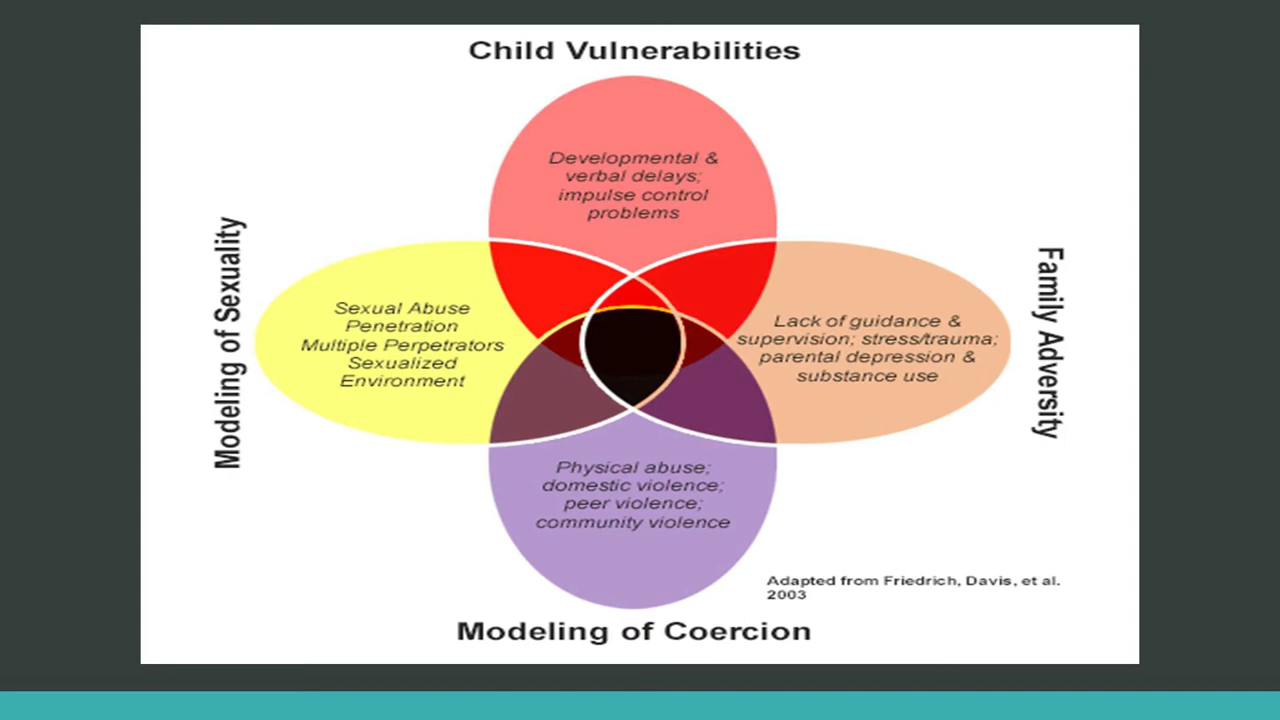 Child Vulnerabilities
Developmental &
verbal delays;
impulse control
problems
Modeling of Sexuality
Sexual Abuse
Penetration
Multiple Perpetrators
Sexualized
Environment
Lack of guidance &
supervision; stress/trauma;
parental depression &
substance use
Family Adversity
Physical abuse;
domestic violence;
peer violence;
community violence
Adapted from Friedrich, Davis, et al.
2003
Modeling of Coercion